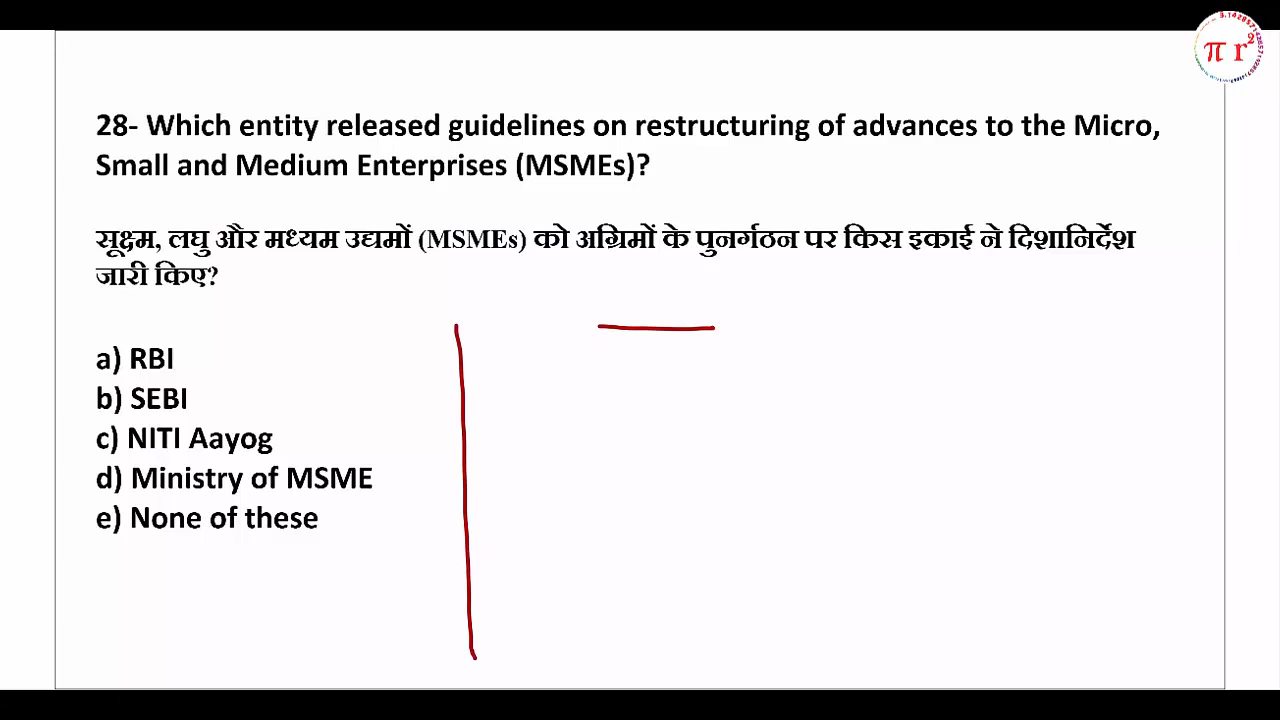 π r²
28- Which entity released guidelines on restructuring of advances to the Micro,
Small and Medium Enterprises (MSMEs)?
सूक्ष्म, लघु और मध्यम उद्यमों (MSMEs) को अग्रिमों के पुनर्गठन पर किस इकाई ने दिशानिर्देश
जारी किए?
a) RBI
b) SEBI
c) NITI Aayog
d) Ministry of MSME
e) None of these